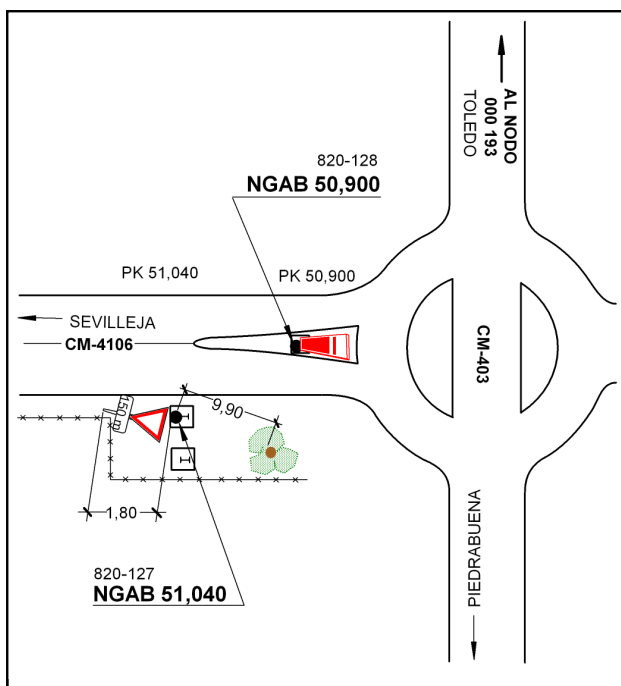 AL NODO
000 193
TOLEDO
820-128
NGAB 50,900
PK 51,040
PK 50,900
SEVILLEJA
CM-4106
CM-403
150 m
9,90
1,80
820-127
NGAB 51,040
PIEDRABUENA